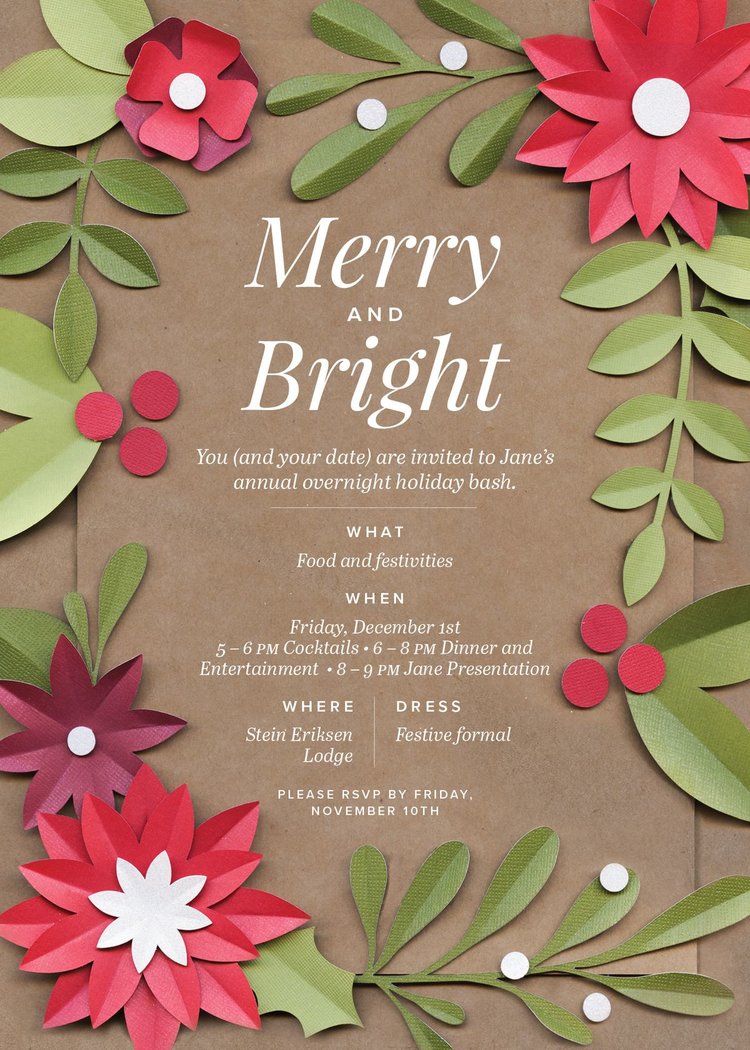 Merry
AND
Bright
You (and your date) are invited to Jane's
annual overnight holiday bash.
WHAT
Food and festivities
WHEN
Friday, December 1st
5 – 6 PM Cocktails • 6 – 8 PM Dinner and
Entertainment • 8 – 9 PM Jane Presentation
WHERE
Stein Eriksen
Lodge
DRESS
Festive formal
PLEASE RSVP BY FRIDAY,
NOVEMBER 10TH